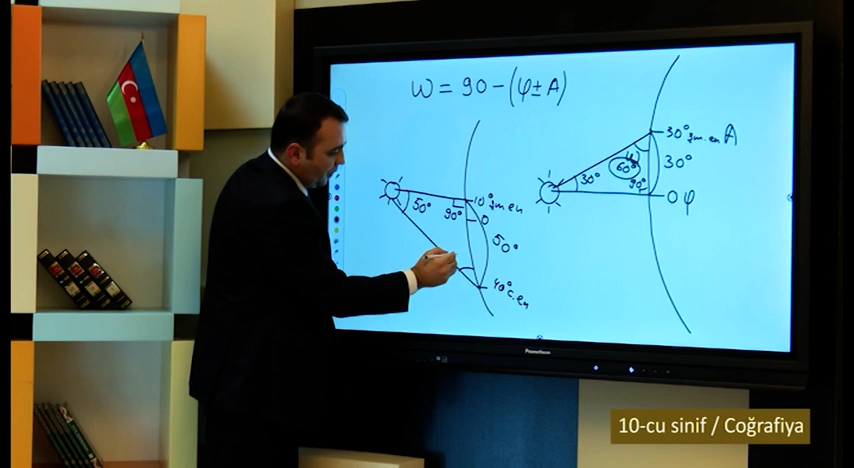 W = 90 - (φ ± A)
50°
90°
10° şm.en
0
50°
40° c.en
30°
60°
90°
30° şm.en A
30°
0 φ
Promethean
10-cu sinif / Coğrafiya